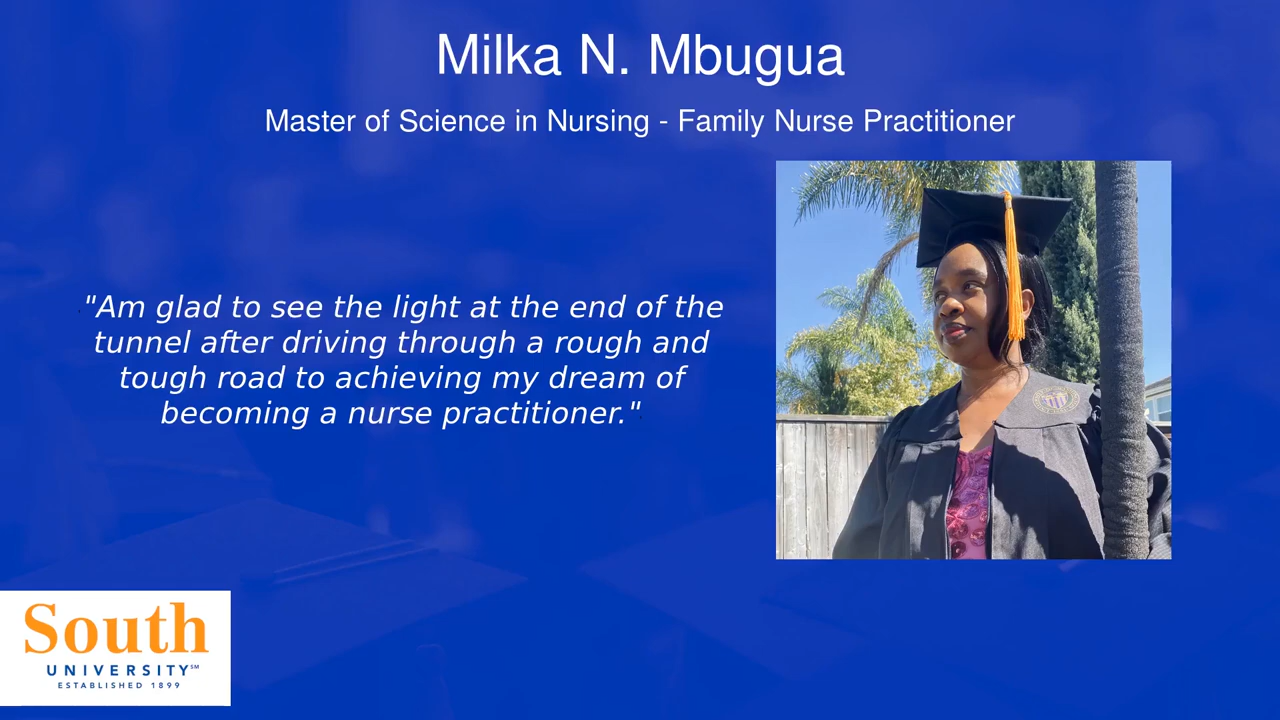 Milka N. Mbugua
Master of Science in Nursing - Family Nurse Practitioner
"Am glad to see the light at the end of the
tunnel after driving through a rough and
tough road to achieving my dream of
becoming a nurse practitioner."
South
UNIVERSITY℠
ESTABLISHED 1899